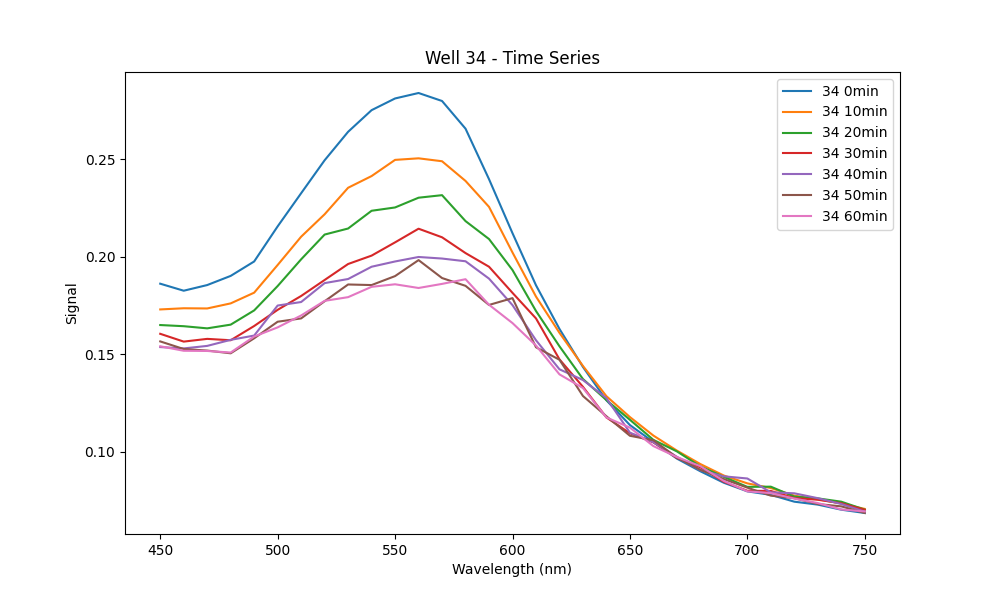 Well 34 - Time Series
34 0min
34 10min
34 20min
34 30min
34 40min
34 50min
34 60min
Signal
0.25
0.20
0.15
0.10
450 500 550 600 650 700 750
Wavelength (nm)